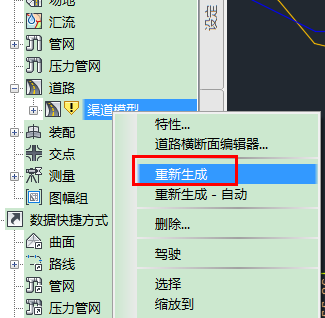 场地
汇流
管网
压力管网
道路
渠道模型
装配
交点
测量
图幅组
数据快捷方式
曲面
路线
管网
压力管网
设定
特性...
道路横断面编辑器...
重新生成
重新生成 - 自动
删除...
驾驶
选择
缩放到